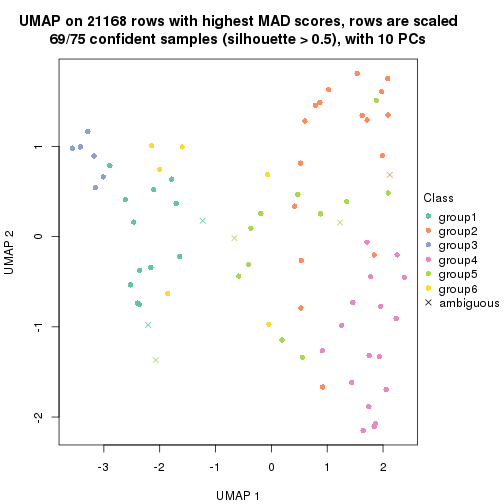 UMAP on 21168 rows with highest MAD scores, rows are scaled
69/75 confident samples (silhouette > 0.5), with 10 PCs
Class
group1
group2
group3
group4
group5
group6
ambiguous
UMAP 2
1
0
-1
-2
-3
-2
-1
0
1
2
UMAP 1